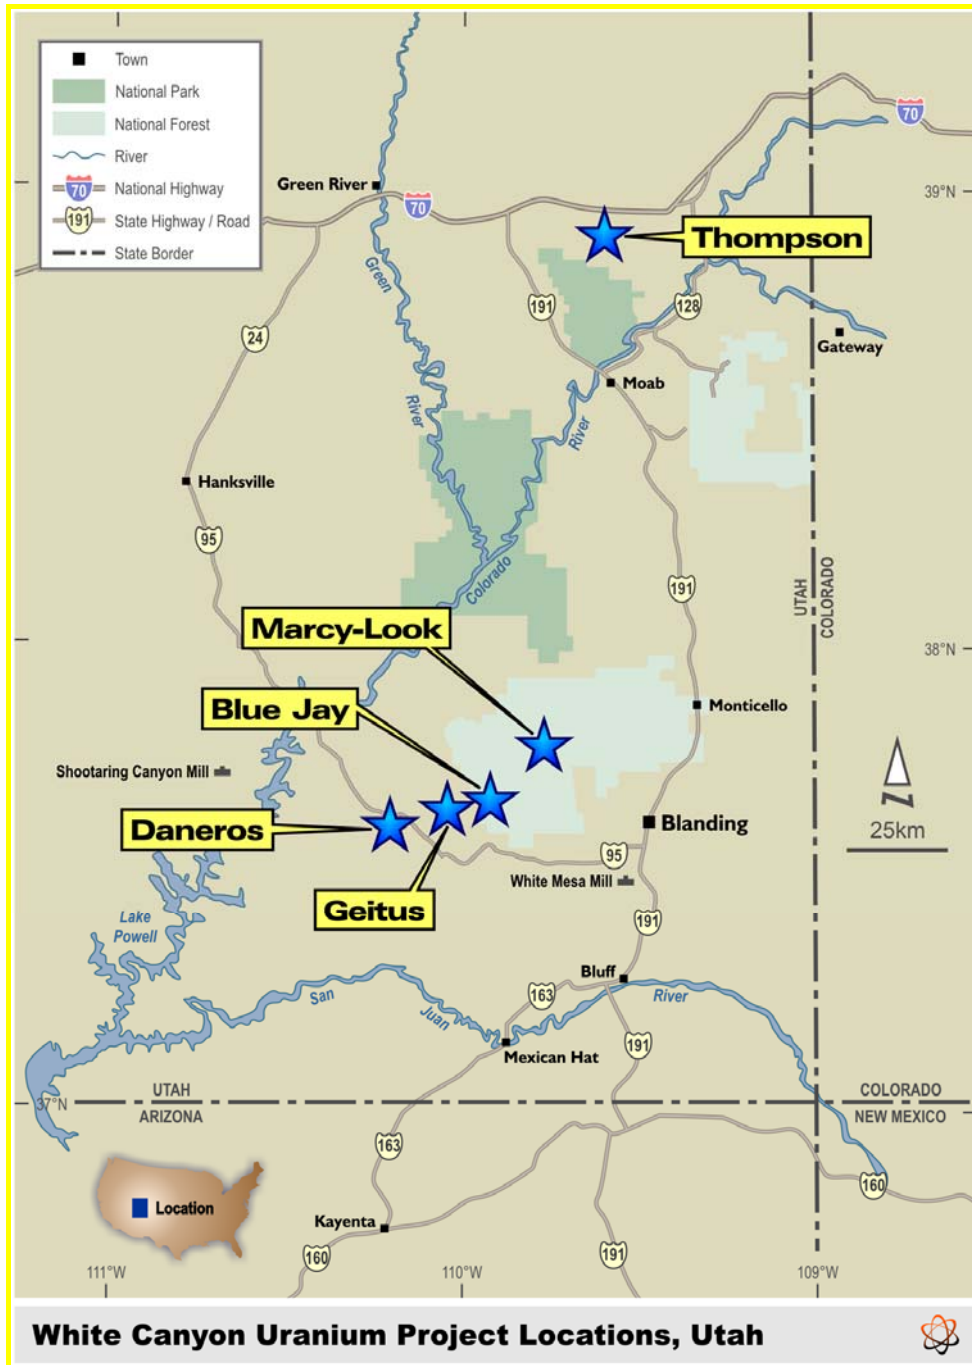 Town
National Park
National Forest
River
70 National Highway
191 State Highway / Road
State Border
70
Green River
70
39°N
Thompson
Green
191
128
24
Gateway
Moab
River
River
Hanksville
95
Colorado
191
UTAH
COLORADO
Marcy-Look
38°N
Blue Jay
Monticello
Shootaring Canyon Mill
Daneros
Blanding
N
25km
95
White Mesa Mill
Geitus
Lake
Powell
191
Bluff
San
163
River
Juan
191
Mexican Hat
UTAH
COLORADO
37°N
ARIZONA
NEW MEXICO
163
160
Location
Kayenta
160
191
111°W
110°W
109°W
White Canyon Uranium Project Locations, Utah